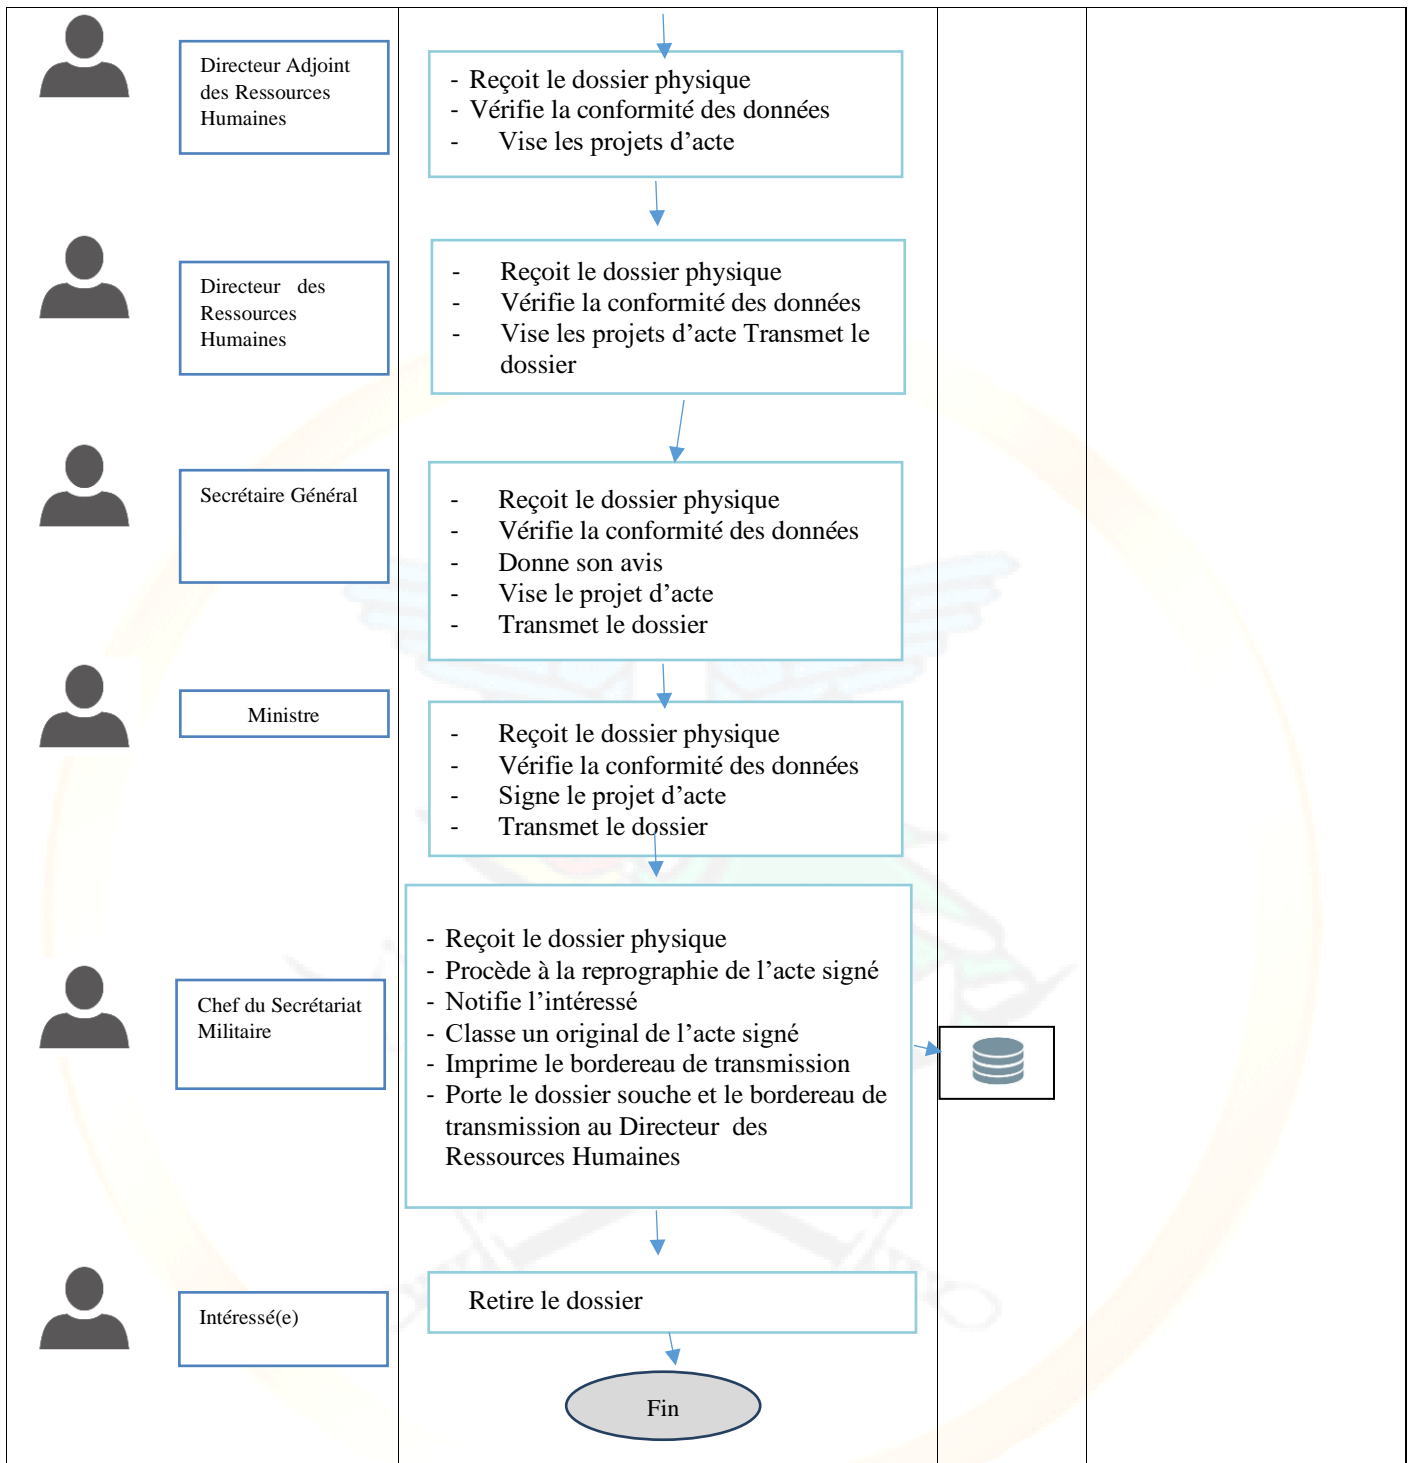 Directeur Adjoint
des Ressources
Humaines
- Reçoit le dossier physique
- Vérifie la conformité des données
- Vise les projets d’acte
Directeur des
Ressources
Humaines
- Reçoit le dossier physique
- Vérifie la conformité des données
- Vise les projets d’acte Transmet le
dossier
Secrétaire Général
- Reçoit le dossier physique
- Vérifie la conformité des données
- Donne son avis
- Vise le projet d’acte
- Transmet le dossier
Ministre
- Reçoit le dossier physique
- Vérifie la conformité des données
- Signe le projet d’acte
- Transmet le dossier
Chef du Secrétariat
Militaire
- Reçoit le dossier physique
- Procède à la reprographie de l’acte signé
- Notifie l’intéressé
- Classe un original de l’acte signé
- Imprime le bordereau de transmission
- Porte le dossier souche et le bordereau de
transmission au Directeur des
Ressources Humaines
Intéressé(e)
Retire le dossier
Fin